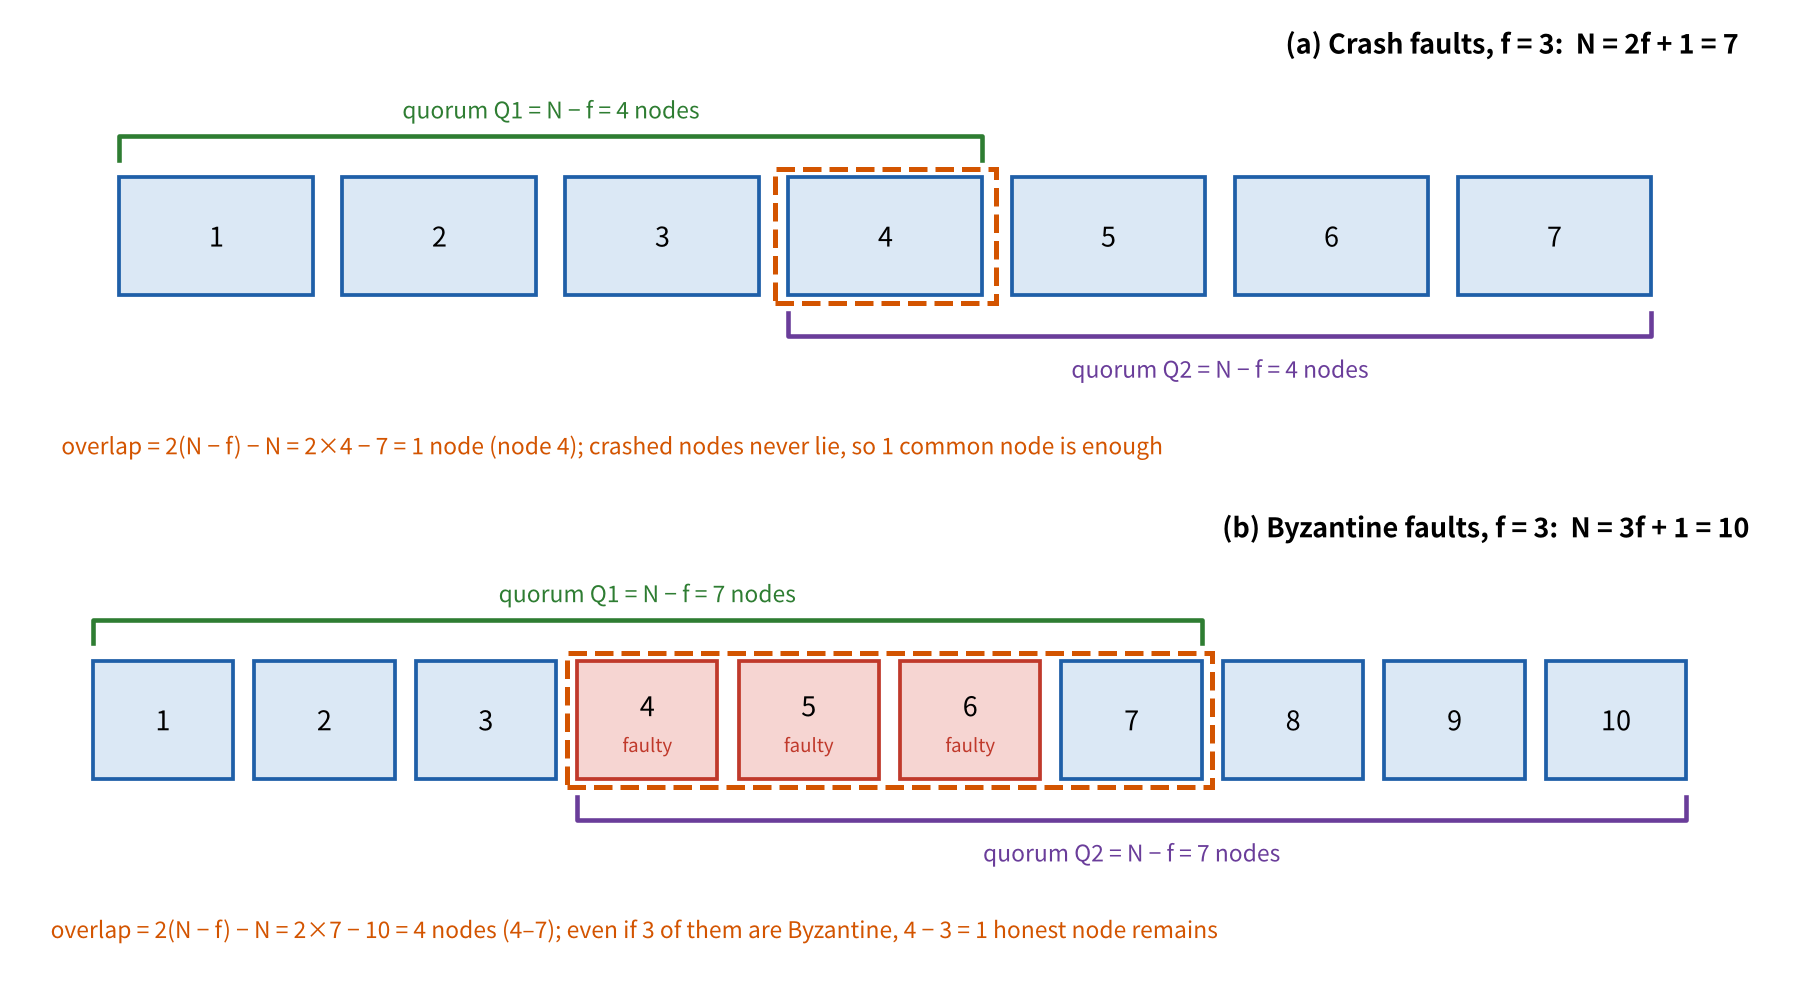 (a) Crash faults, f = 3:  N = 2f + 1 = 7
quorum Q1 = N − f = 4 nodes
1
2
3
4
5
6
7
quorum Q2 = N − f = 4 nodes
overlap = 2(N − f) − N = 2×4 − 7 = 1 node (node 4); crashed nodes never lie, so 1 common node is enough
(b) Byzantine faults, f = 3:  N = 3f + 1 = 10
quorum Q1 = N − f = 7 nodes
1
2
3
4
faulty
5
faulty
6
faulty
7
8
9
10
quorum Q2 = N − f = 7 nodes
overlap = 2(N − f) − N = 2×7 − 10 = 4 nodes (4–7); even if 3 of them are Byzantine, 4 − 3 = 1 honest node remains